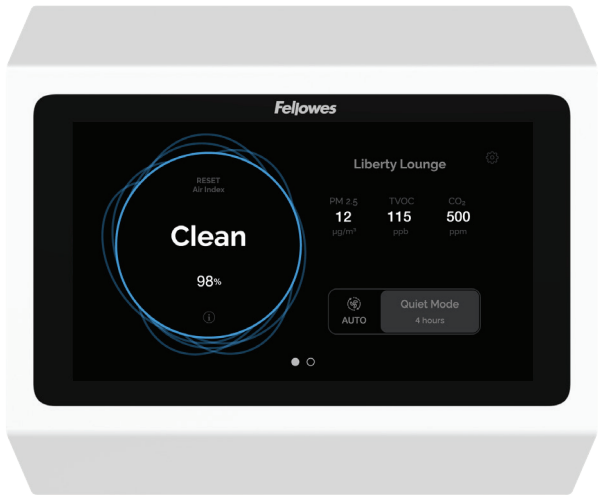 Fellowes
RESET
Air Index
Clean
98%
Liberty Lounge
PM 2.5 TVOC CO₂
12 115 500
µg/m³ ppb ppm
AUTO
Quiet Mode
4 hours